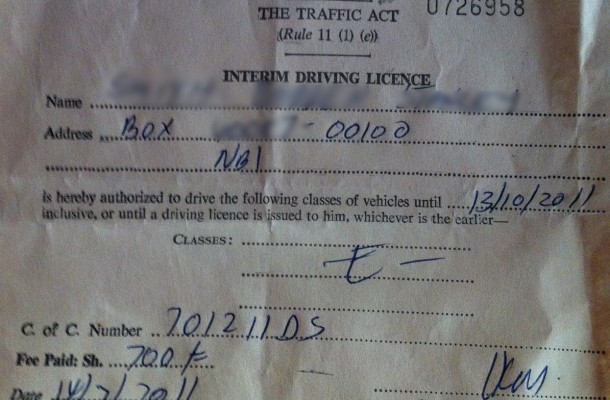 0726958
THE TRAFFIC ACT
(Rule 11 (1) (e))
INTERIM DRIVING LICENCE
Name
Address BOX - 00100
NBI
is hereby authorized to drive the following classes of vehicles until 13/10/2011
inclusive, or until a driving licence is issued to him, whichever is the earlier—
CLASSES:
E —
C. of C. Number 701211DS
Fee Paid: Sh. 700/=
Date 14/7/2011